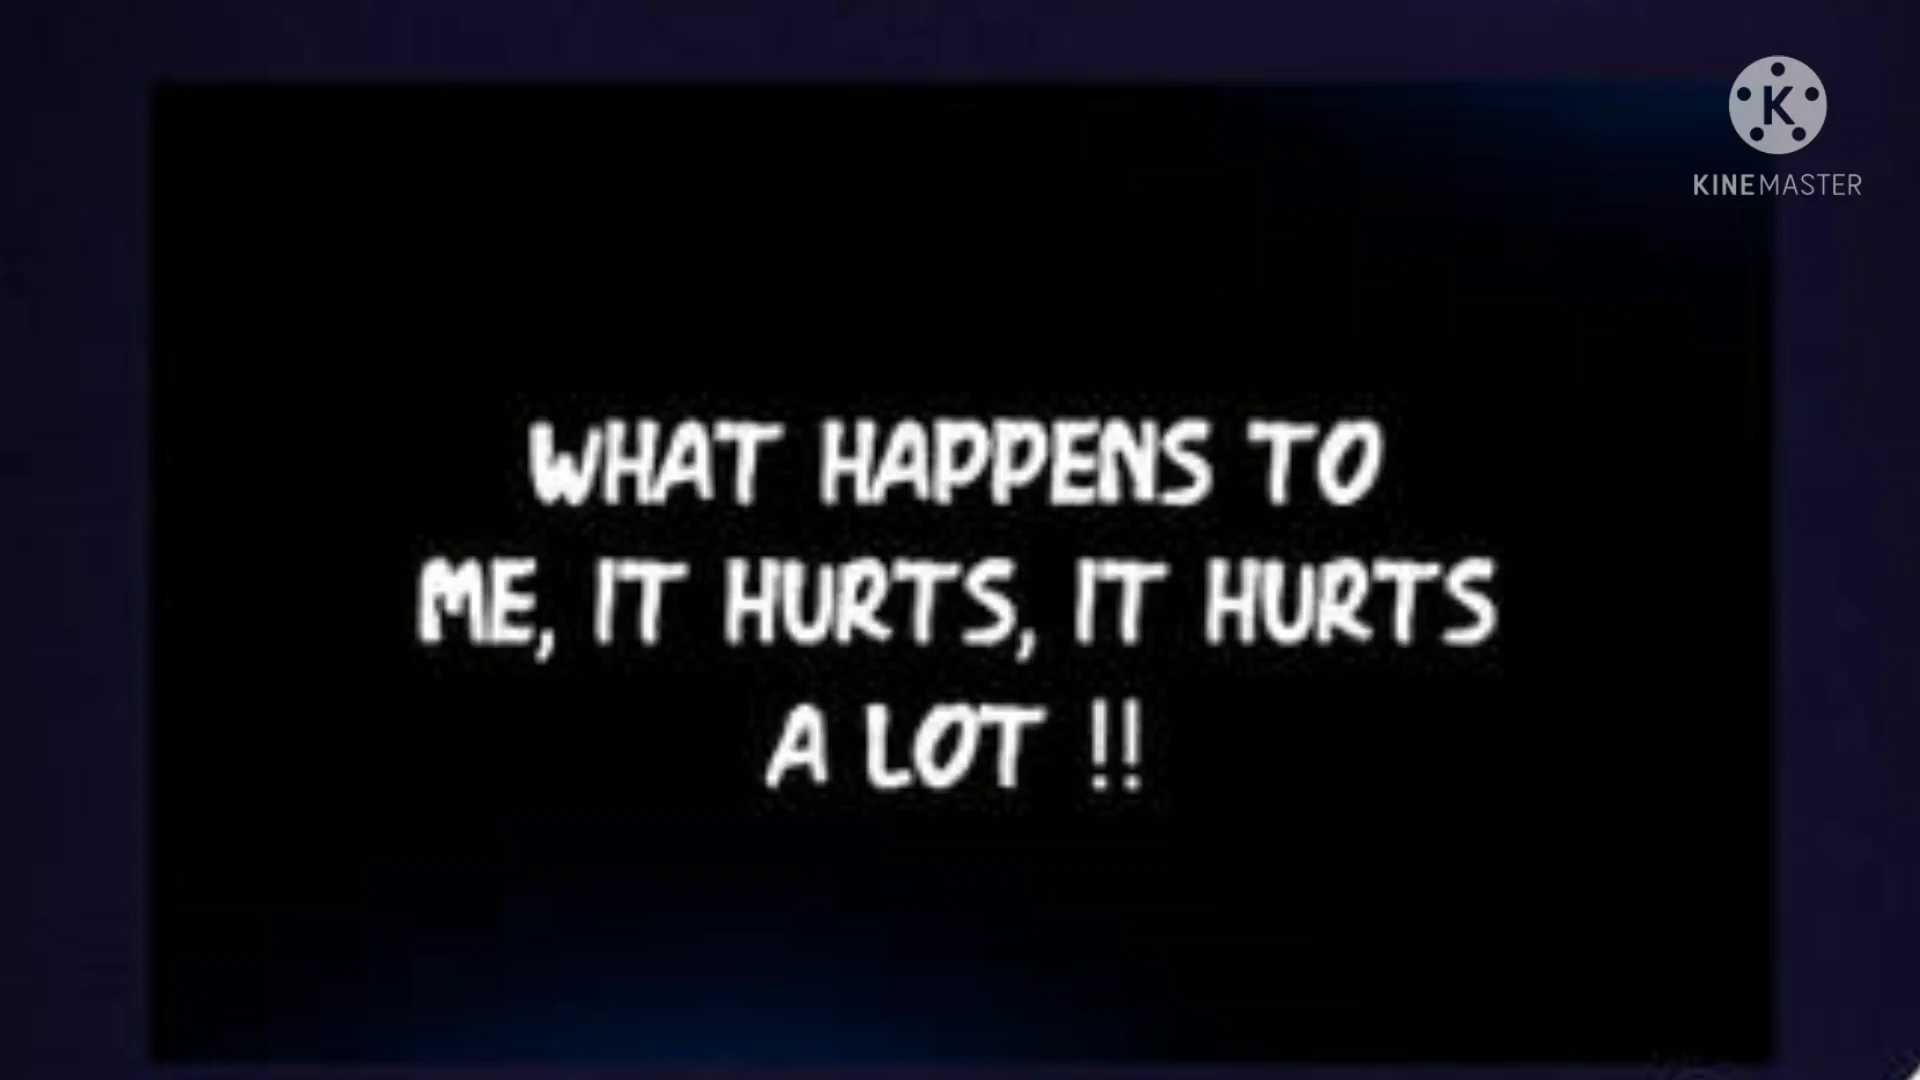 K
KINEMASTER
WHAT HAPPENS TO
ME, IT HURTS, IT HURTS
A LOT !!